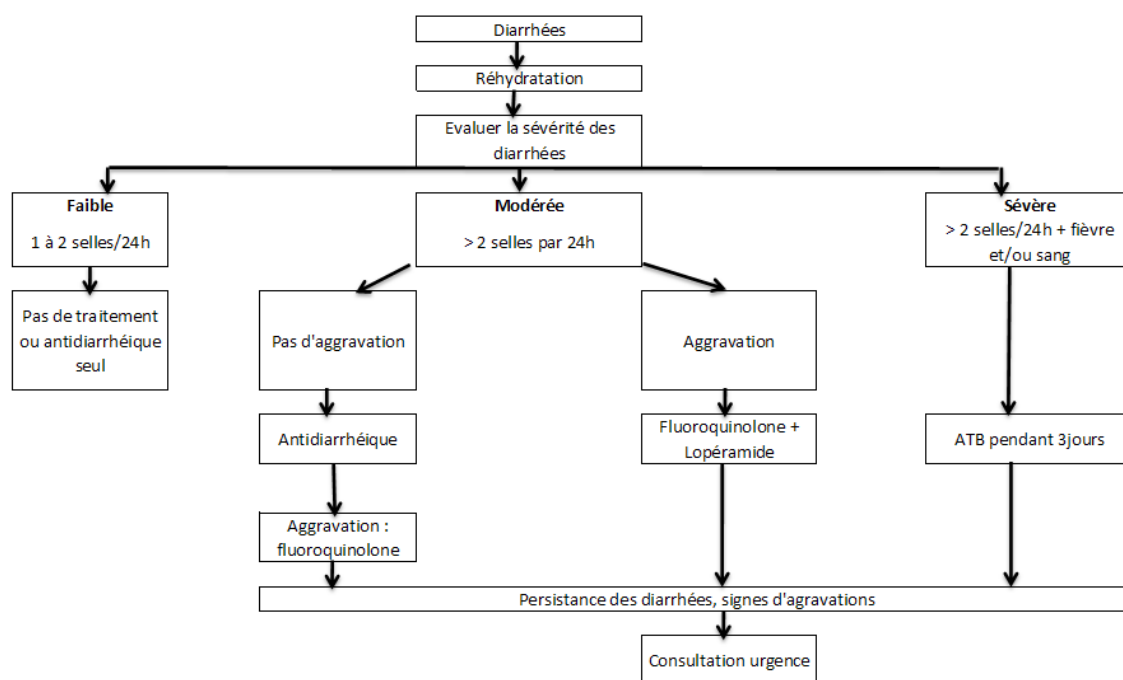 Diarrhées
Réhydratation
Evaluer la sévérité des
diarrhées
Faible
1 à 2 selles/24h
Modérée
> 2 selles par 24h
Sévère
> 2 selles/24h + fièvre
et/ou sang
Pas de traitement
ou antidiarrhéique
seul
Pas d'aggravation
Aggravation
Antidiarrhéique
Fluoroquinolone +
Lopéramide
ATB pendant 3jours
Aggravation :
fluoroquinolone
Persistance des diarrhées, signes d'agravations
Consultation urgence